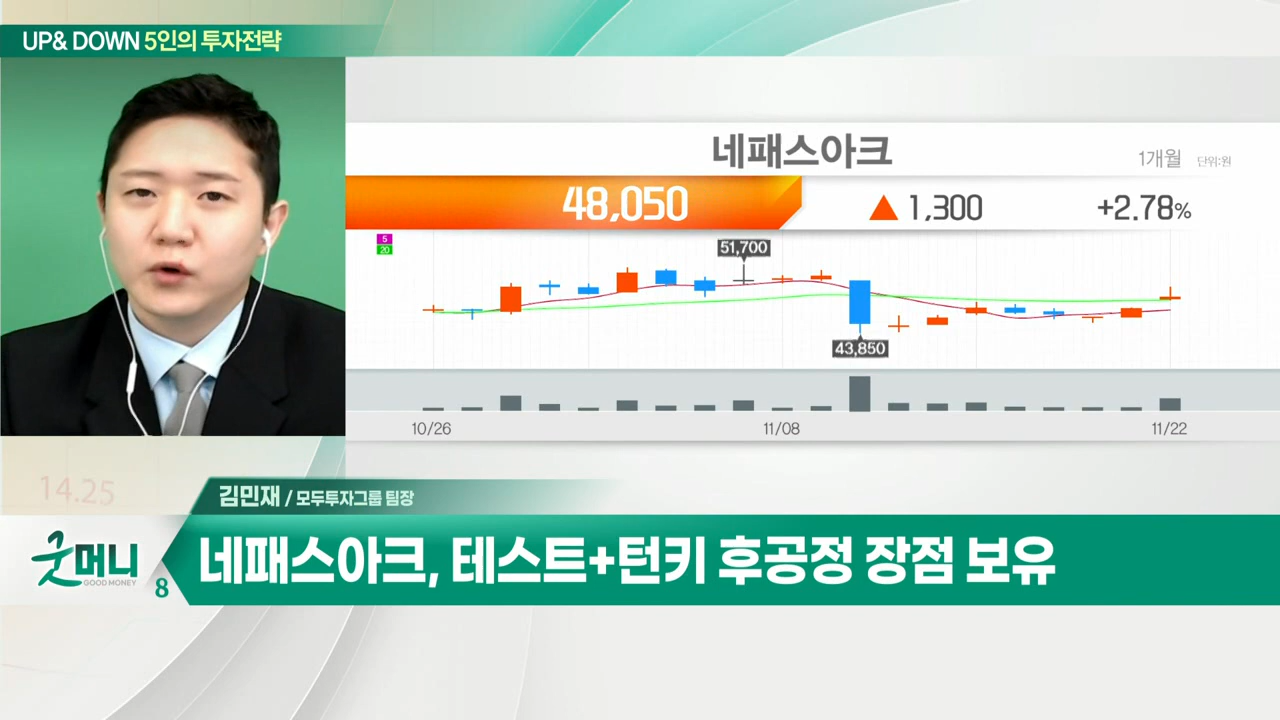 UP& DOWN 5인의 투자전략
네패스아크
1개월 단위:원
48,050 ▲ 1,300 +2.78%
5
20
51,700
43,850
10/26 11/08 11/22
14.25
김민재 / 모두투자그룹 팀장
굿머니
GOOD MONEY
8
네패스아크, 테스트+턴키 후공정 장점 보유